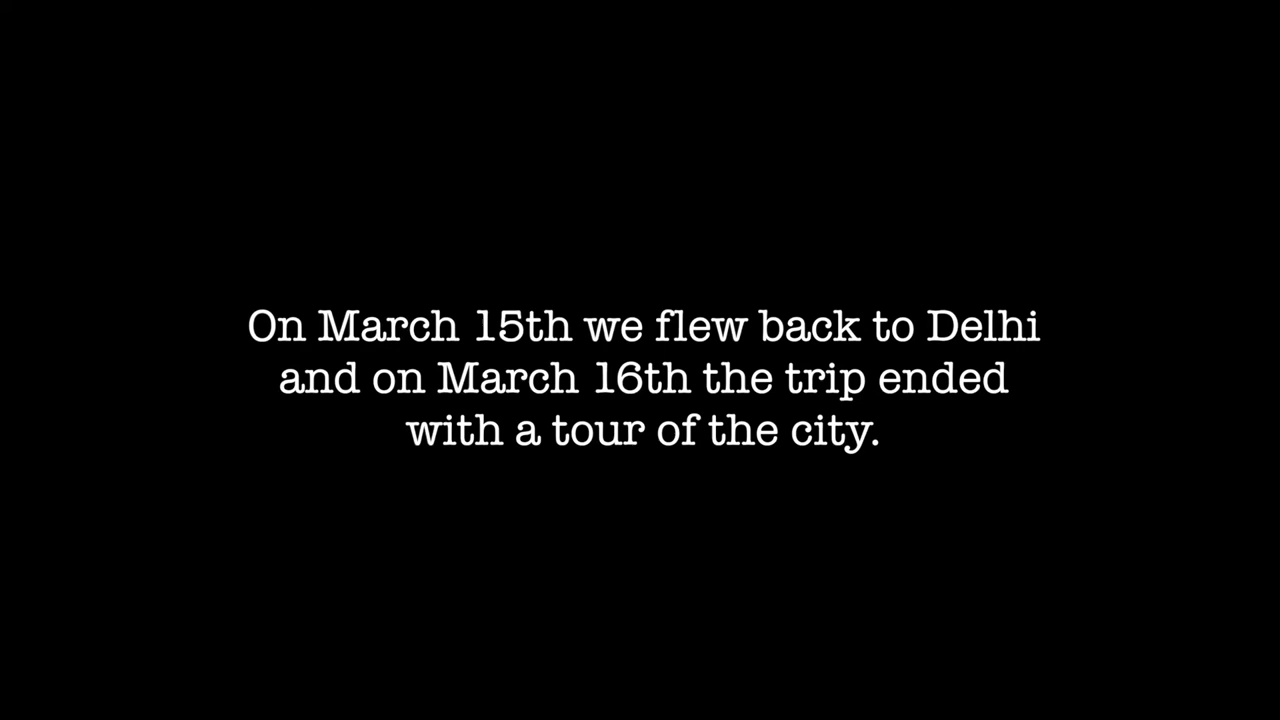 On March 15th we flew back to Delhi
and on March 16th the trip ended
with a tour of the city.